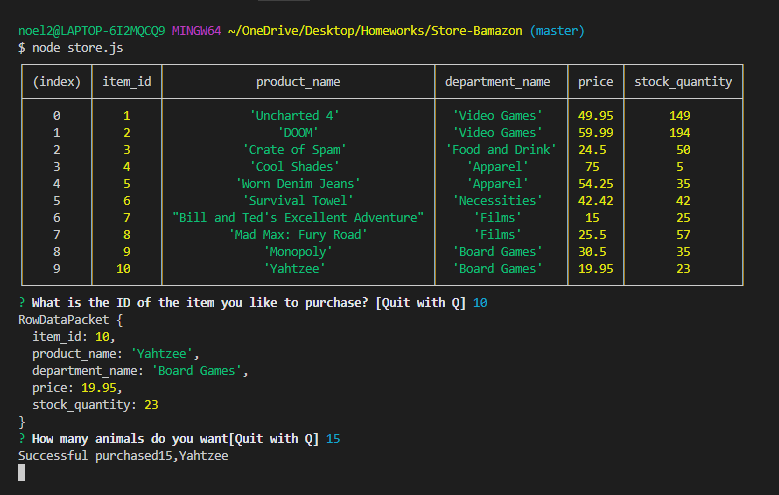 noel2@LAPTOP-6I2MQCQ9 MINGW64 ~/OneDrive/Desktop/Homeworks/Store-Bamazon (master)
$ node store.js
(index) item_id product_name department_name price stock_quantity
0 1 'Uncharted 4' 'Video Games' 49.95 149
1 2 'DOOM' 'Video Games' 59.99 194
2 3 'Crate of Spam' 'Food and Drink' 24.5 50
3 4 'Cool Shades' 'Apparel' 75 5
4 5 'Worn Denim Jeans' 'Apparel' 54.25 35
5 6 'Survival Towel' 'Necessities' 42.42 42
6 7 "Bill and Ted's Excellent Adventure" 'Films' 15 25
7 8 'Mad Max: Fury Road' 'Films' 25.5 57
8 9 'Monopoly' 'Board Games' 30.5 35
9 10 'Yahtzee' 'Board Games' 19.95 23
? What is the ID of the item you like to purchase? [Quit with Q] 10
RowDataPacket {
item_id: 10,
product_name: 'Yahtzee',
department_name: 'Board Games',
price: 19.95,
stock_quantity: 23
}
? How many animals do you want[Quit with Q] 15
Successful purchased15,Yahtzee